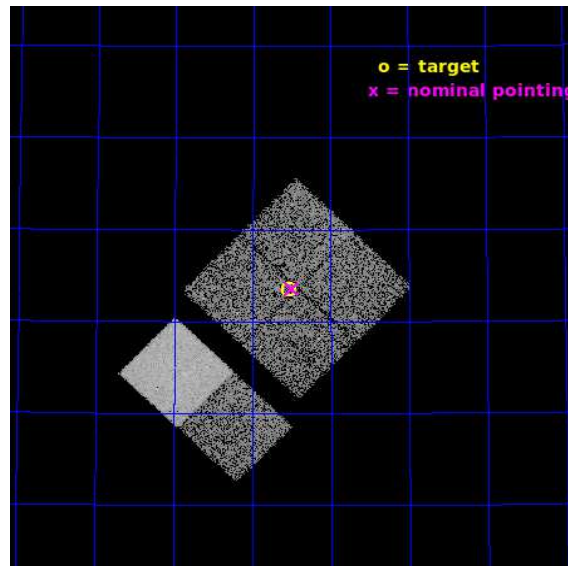 o = target
x = nominal pointing